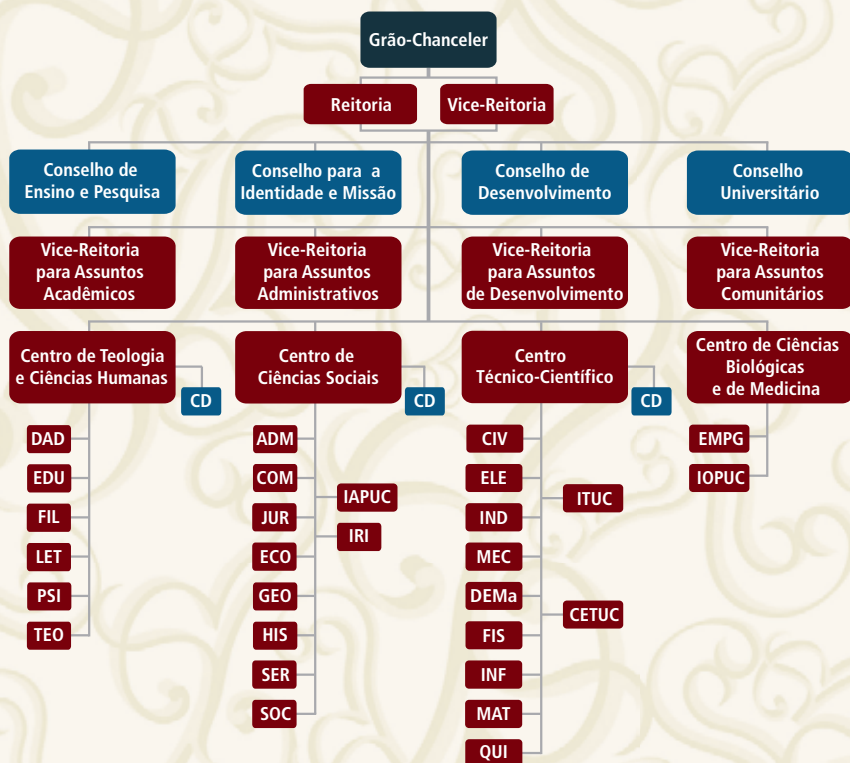 Grão-Chanceler
Reitoria
Vice-Reitoria
Conselho de
Ensino e Pesquisa
Conselho para a
Identidade e Missão
Conselho de
Desenvolvimento
Conselho
Universitário
Vice-Reitoria
para Assuntos
Acadêmicos
Vice-Reitoria
para Assuntos
Administrativos
Vice-Reitoria
para Assuntos
de Desenvolvimento
Vice-Reitoria
para Assuntos
Comunitários
Centro de Teologia
e Ciências Humanas
CD
DAD
EDU
FIL
LET
PSI
TEO
Centro de
Ciências Sociais
CD
ADM
COM
JUR
ECO
GEO
HIS
SER
SOC
IAPUC
IRI
Centro
Técnico-Científico
CD
CIV
ELE
IND
MEC
DEMa
FIS
INF
MAT
QUI
ITUC
CETUC
Centro de Ciências
Biológicas
e de Medicina
EMPG
IOPUC